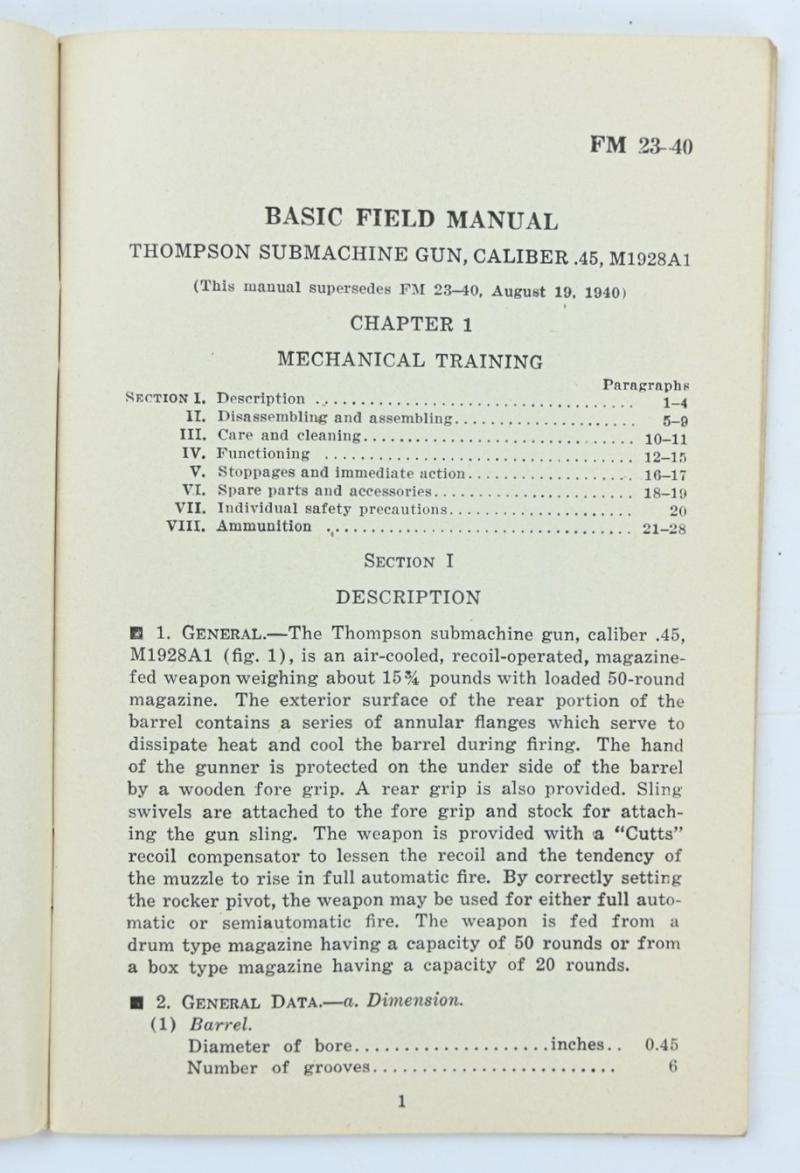 FM 23-40
BASIC FIELD MANUAL
THOMPSON SUBMACHINE GUN, CALIBER .45, M1928A1
(This manual supersedes FM 23–40, August 19, 1940)
CHAPTER 1
MECHANICAL TRAINING
Paragraphs
SECTION I. Description .................................... 1–4
II. Disassembling and assembling.................... 5–9
III. Care and cleaning.............................. 10–11
IV. Functioning .................................. 12–15
V. Stoppages and immediate action.................. 16–17
VI. Spare parts and accessories..................... 18–19
VII. Individual safety precautions.................... 20
VIII. Ammunition .................................. 21–28
SECTION I
DESCRIPTION
■ 1. GENERAL.—The Thompson submachine gun, caliber .45,
M1928A1 (fig. 1), is an air-cooled, recoil-operated, magazine-
fed weapon weighing about 15¾ pounds with loaded 50-round
magazine. The exterior surface of the rear portion of the
barrel contains a series of annular flanges which serve to
dissipate heat and cool the barrel during firing. The hand
of the gunner is protected on the under side of the barrel
by a wooden fore grip. A rear grip is also provided. Sling
swivels are attached to the fore grip and stock for attach-
ing the gun sling. The weapon is provided with a “Cutts”
recoil compensator to lessen the recoil and the tendency of
the muzzle to rise in full automatic fire. By correctly setting
the rocker pivot, the weapon may be used for either full auto-
matic or semiautomatic fire. The weapon is fed from a
drum type magazine having a capacity of 50 rounds or from
a box type magazine having a capacity of 20 rounds.
■ 2. GENERAL DATA.—a. Dimension.
(1) Barrel.
Diameter of bore....................inches.. 0.45
Number of grooves......................... 6
1